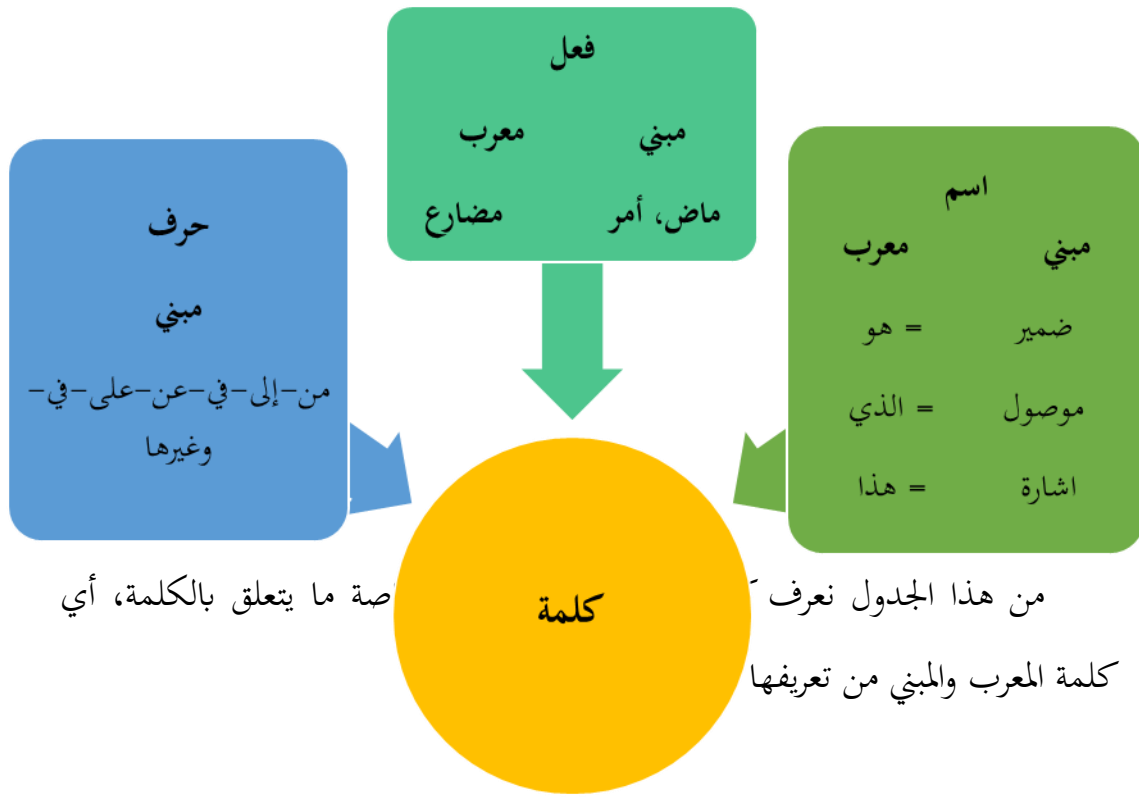 فعل
مبني معرب
ماض، أمر مضارع
اسم
مبني معرب
ضمير = هو
موصول = الذي
اشارة = هذا
حرف
مبني
من-إلى-في-عن-على-في-
وغيرها
كلمة
من هذا الجدول نعرف ما يتعلق بالكلمة، أي
كلمة المعرب والمبني من تعريفها